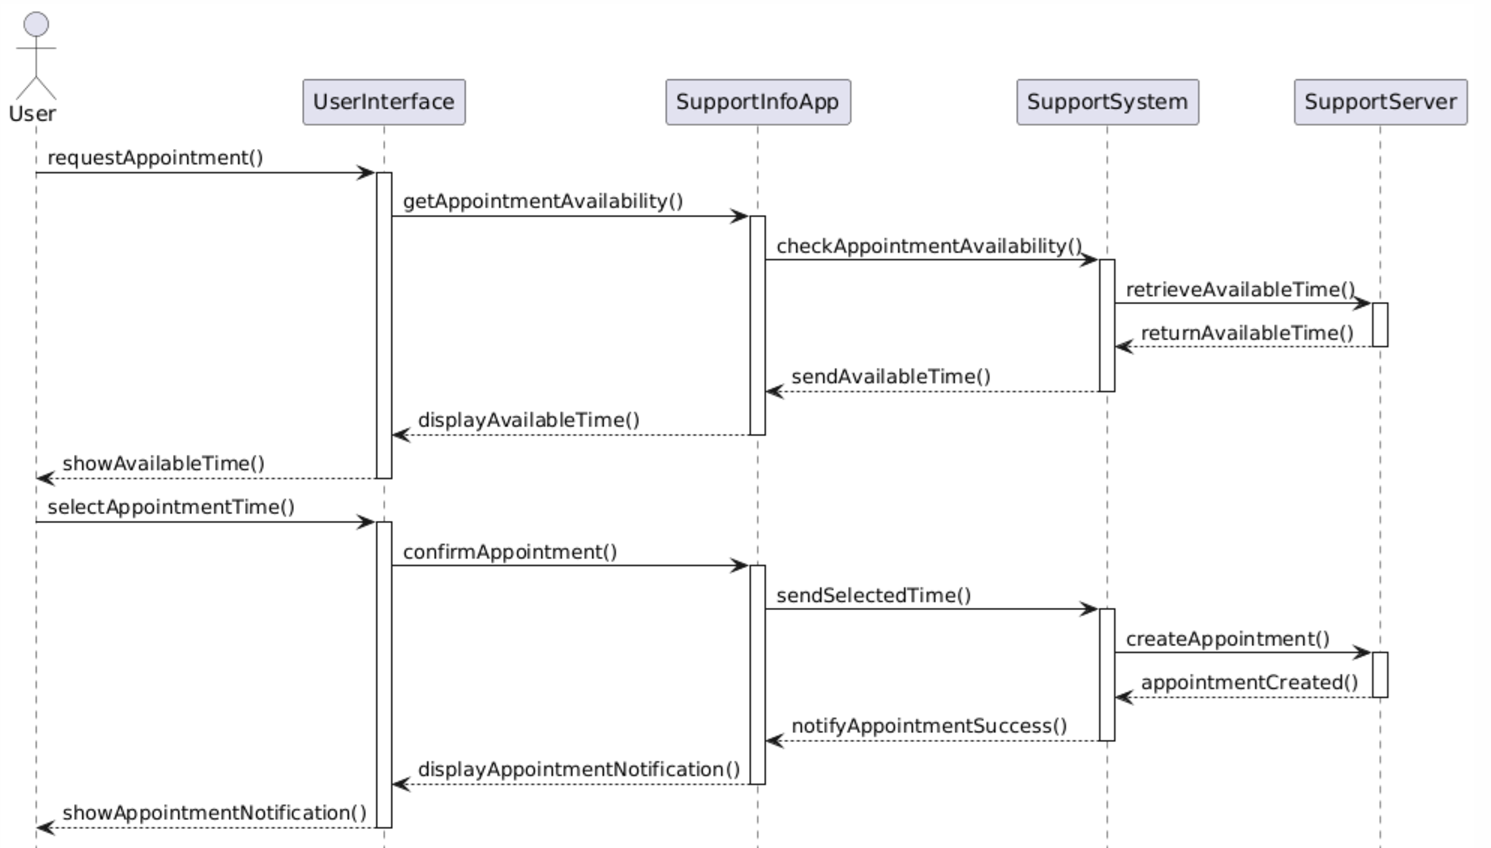 User
UserInterface
SupportInfoApp
SupportSystem
SupportServer
requestAppointment()
getAppointmentAvailability()
checkAppointmentAvailability()
retrieveAvailableTime()
returnAvailableTime()
sendAvailableTime()
displayAvailableTime()
showAvailableTime()
selectAppointmentTime()
confirmAppointment()
sendSelectedTime()
createAppointment()
appointmentCreated()
notifyAppointmentSuccess()
displayAppointmentNotification()
showAppointmentNotification()